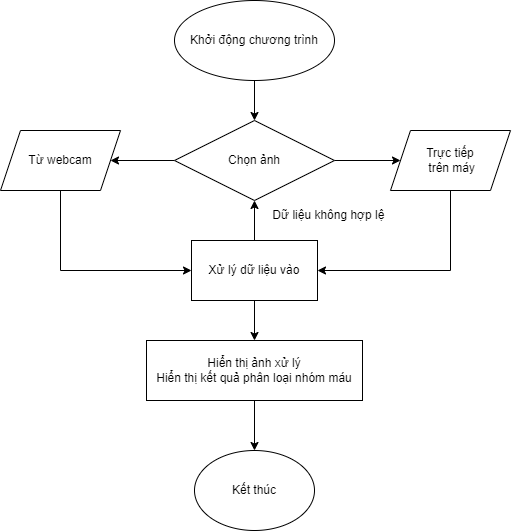 Khởi động chương trình
Từ webcam
Chọn ảnh
Trực tiếp
trên máy
Dữ liệu không hợp lệ
Xử lý dữ liệu vào
Hiển thị ảnh xử lý
Hiển thị kết quả phân loại nhóm máu
Kết thúc